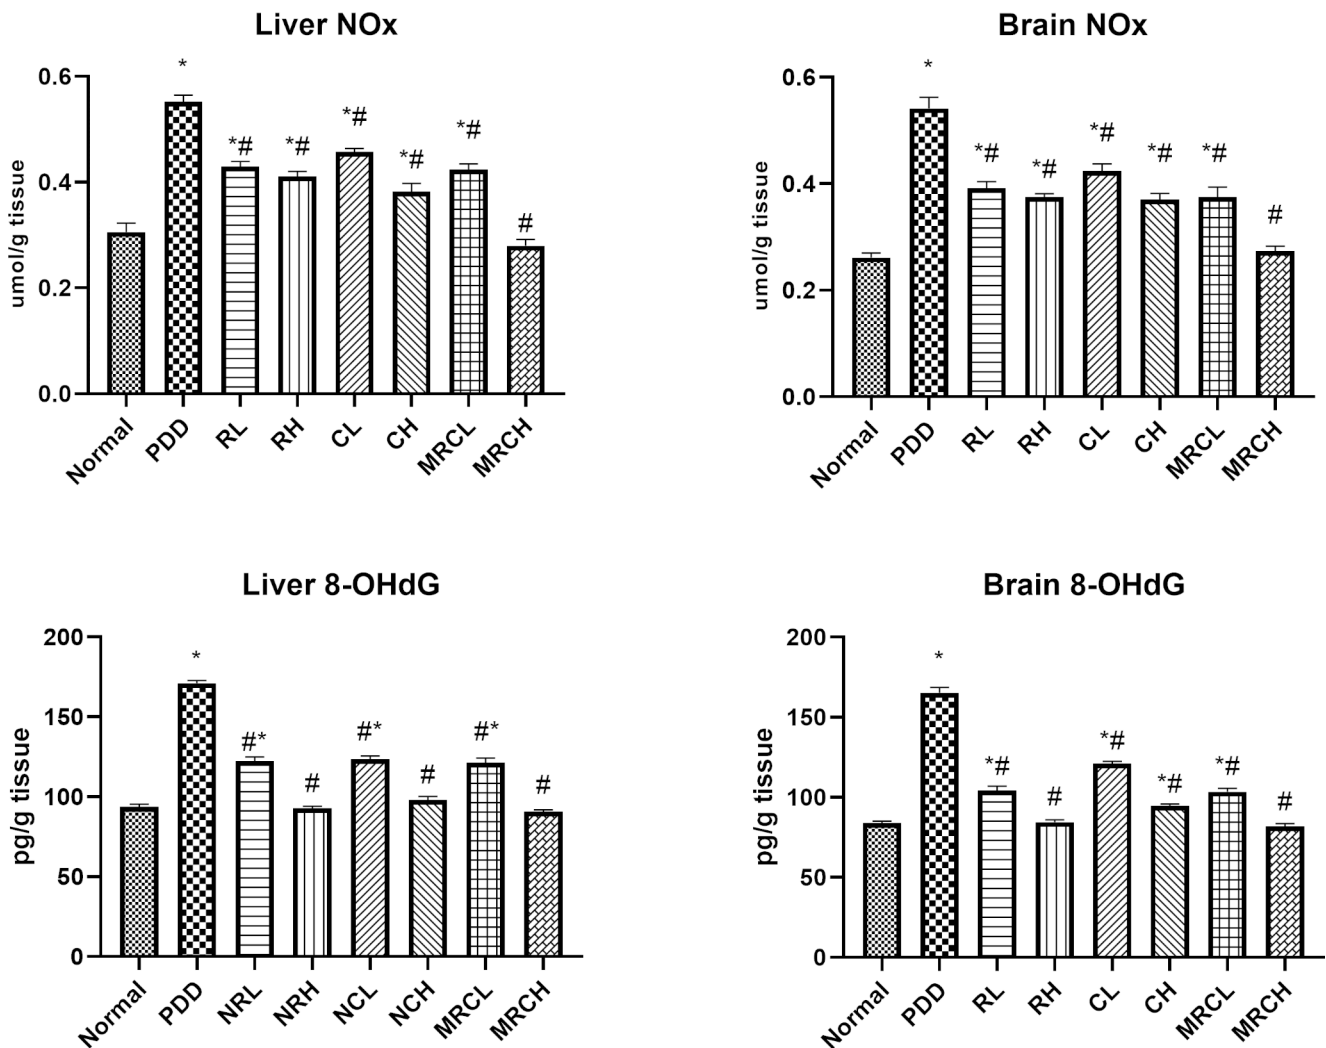 Liver NOx
umol/g tissue
0.6
0.4
0.2
0.0
*
*#
*#
*#
*#
*#
#
Normal
PDD
RL
RH
CL
CH
MRCL
MRCH
Brain NOx
umol/g tissue
0.6
0.4
0.2
0.0
*
*#
*#
*#
*#
*#
#
Normal
PDD
RL
RH
CL
CH
MRCL
MRCH
Liver 8-OHdG
pg/g tissue
200
150
100
50
0
*
#*
#
#*
#
#*
#
Normal
PDD
NRL
NRH
NCL
NCH
MRCL
MRCH
Brain 8-OHdG
pg/g tissue
200
150
100
50
0
*
*#
#
*#
*#
*#
#
Normal
PDD
RL
RH
CL
CH
MRCL
MRCH